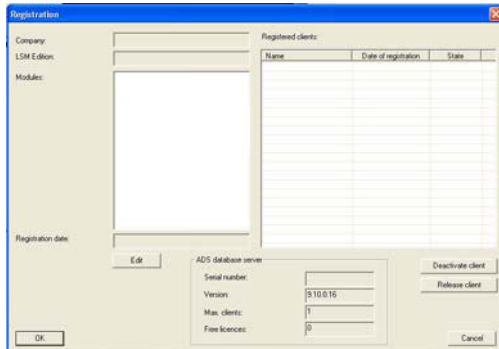 Registration
Company:
LSM Edition:
Modules:
Registration date:
Edit
Registered clients:
Name Date of registration State
ADS database server
Serial number:
Version: 9.10.0.16
Max. clients: 1
Free licences: 0
Deactivate client
Release client
OK
Cancel